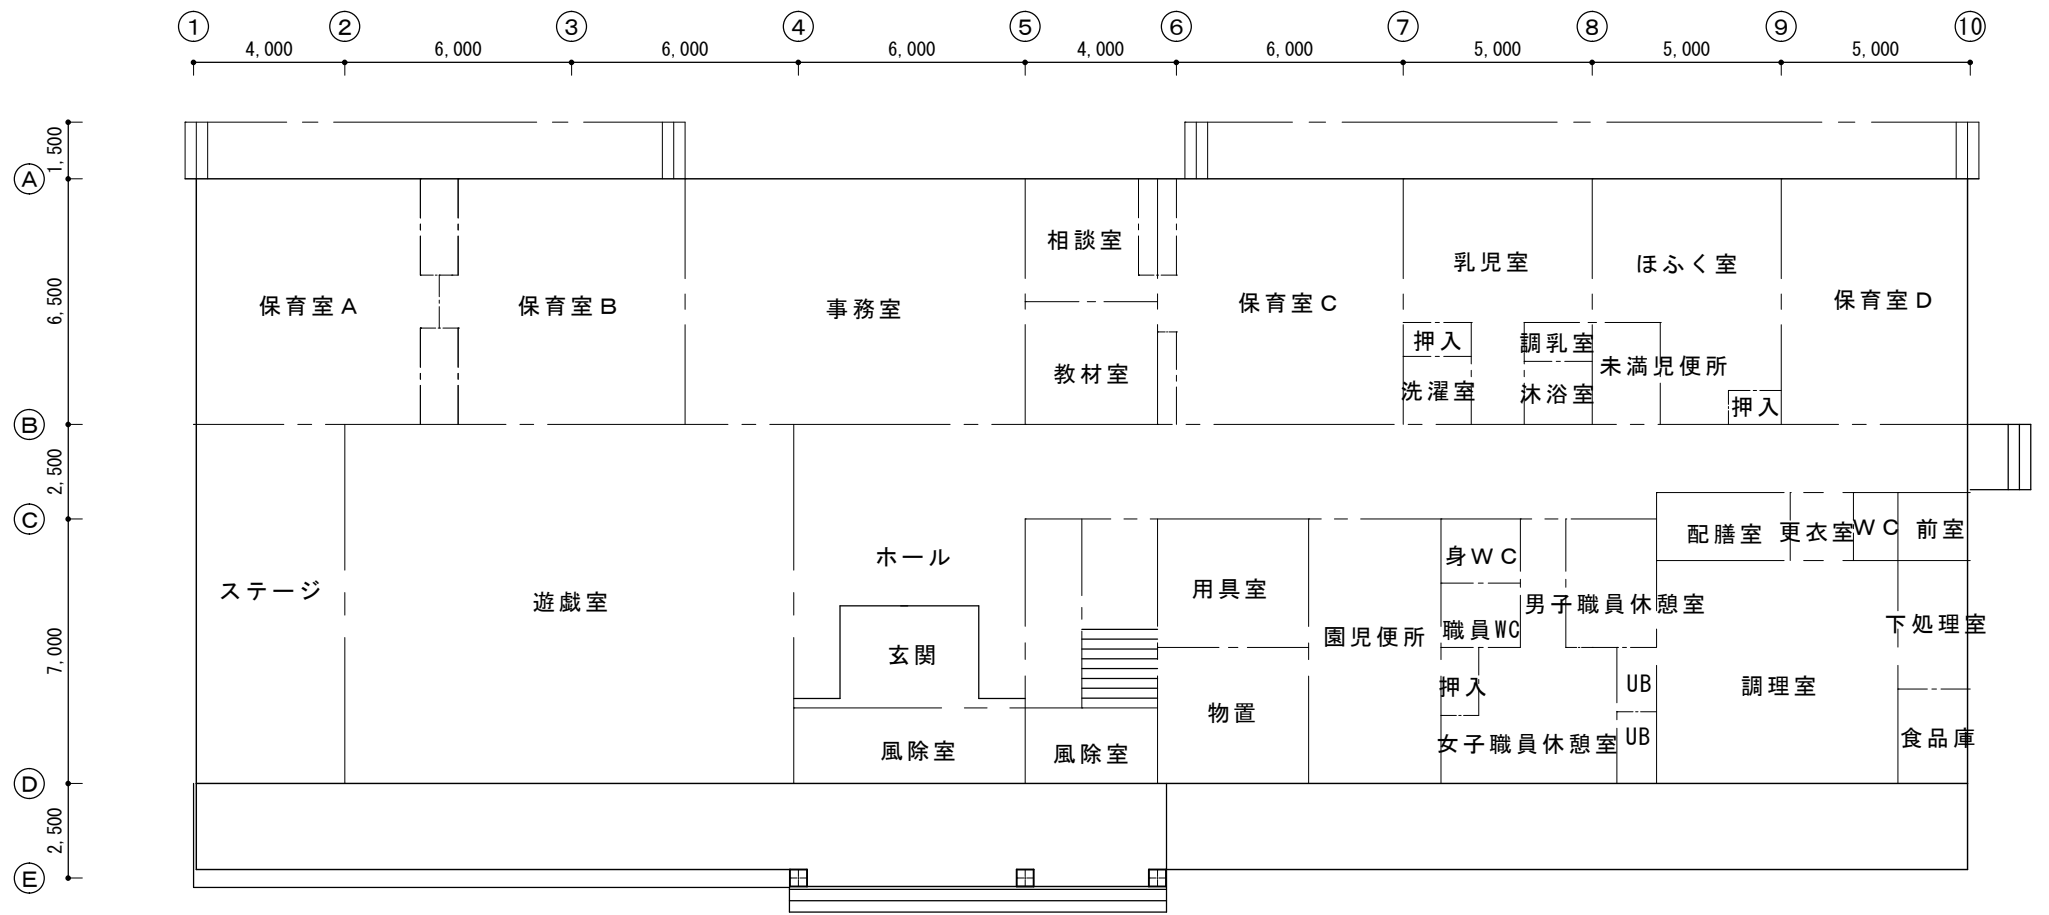 ① ② ③ ④ ⑤ ⑥ ⑦ ⑧ ⑨ ⑩
4,000 6,000 6,000 6,000 4,000 6,000 5,000 5,000 5,000
1,500
Ⓐ
6,500
Ⓑ
2,500
Ⓒ
7,000
Ⓓ
2,500
Ⓔ
保育室A
保育室B
事務室
相談室
教材室
保育室C
乳児室
押入
洗濯室
調乳室
沐浴室
ほふく室
未満児便所
押入
保育室D
ステージ
遊戯室
ホール
玄関
風除室
風除室
用具室
物置
園児便所
身WC
職員WC
押入
男子職員休憩室
女子職員休憩室
UB
UB
配膳室
更衣室
WC
前室
調理室
下処理室
食品庫